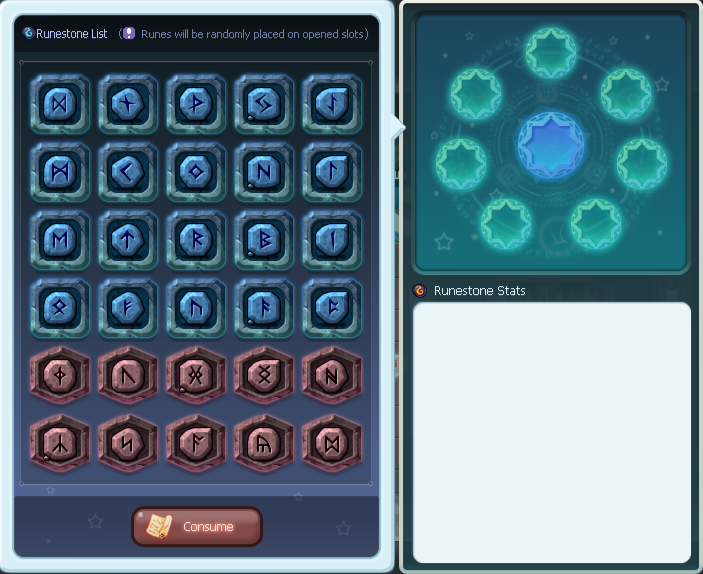 Runestone List (Runes will be randomly placed on opened slots)
ᛞ
ᚹ
ᛗ ᚲ ᛟ ᚺ ᛚ
ᛏ ᚱ ᛒ ᛁ
ᛟ ᚠ ᚢ ᚨ ᛈ
ᛞ
Consume
Runestone Stats